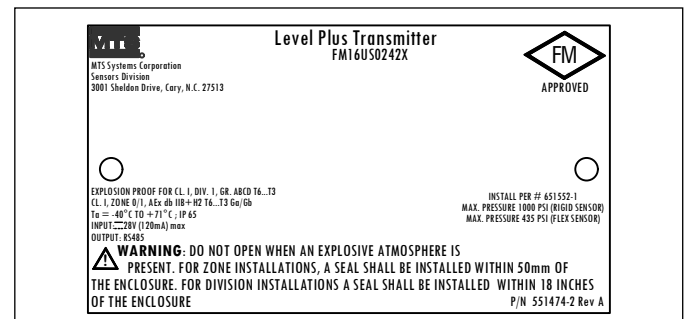 MTS
Level Plus Transmitter
FM16US0242X
MTS Systems Corporation
Sensors Division
3001 Sheldon Drive, Cary, N.C. 27513
FM
APPROVED
EXPLOSION PROOF FOR CL. I, DIV. 1, GR. ABCD T6...T3
CL. I, ZONE 0/1, AEx db IIB+H2 T6...T3 Ga/Gb
Ta = -40°C TO +71°C ; IP 65
INPUT:⎓28V (120mA) max
OUTPUT: RS485
INSTALL PER # 651552-1
MAX. PRESSURE 1000 PSI (RIGID SENSOR)
MAX. PRESSURE 435 PSI (FLEX SENSOR)
WARNING: DO NOT OPEN WHEN AN EXPLOSIVE ATMOSPHERE IS
PRESENT. FOR ZONE INSTALLATIONS, A SEAL SHALL BE INSTALLED WITHIN 50mm OF
THE ENCLOSURE. FOR DIVISION INSTALLATIONS A SEAL SHALL BE INSTALLED WITHIN 18 INCHES
OF THE ENCLOSURE
P/N 551474-2 Rev A